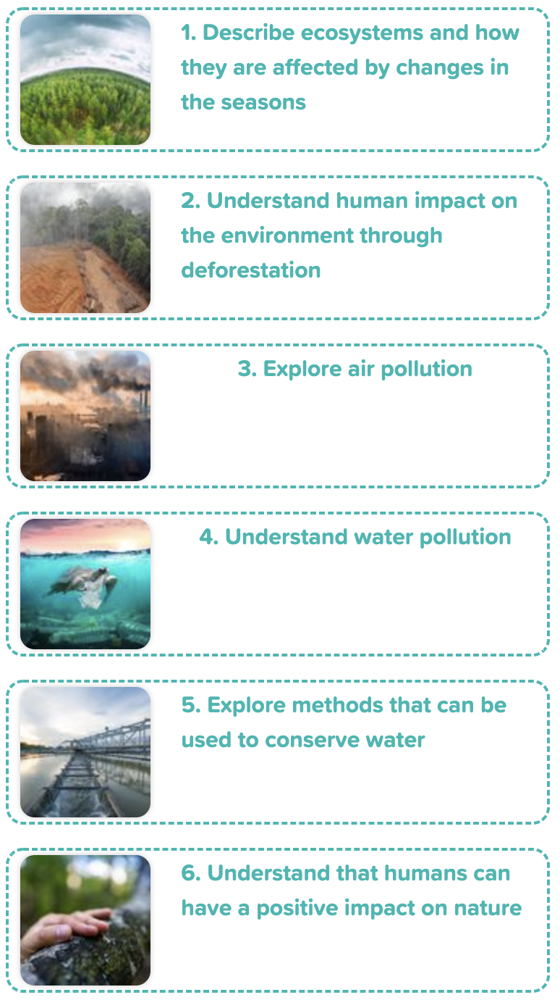 1. Describe ecosystems and how
they are affected by changes in
the seasons
2. Understand human impact on
the environment through
deforestation
3. Explore air pollution
4. Understand water pollution
5. Explore methods that can be
used to conserve water
6. Understand that humans can
have a positive impact on nature